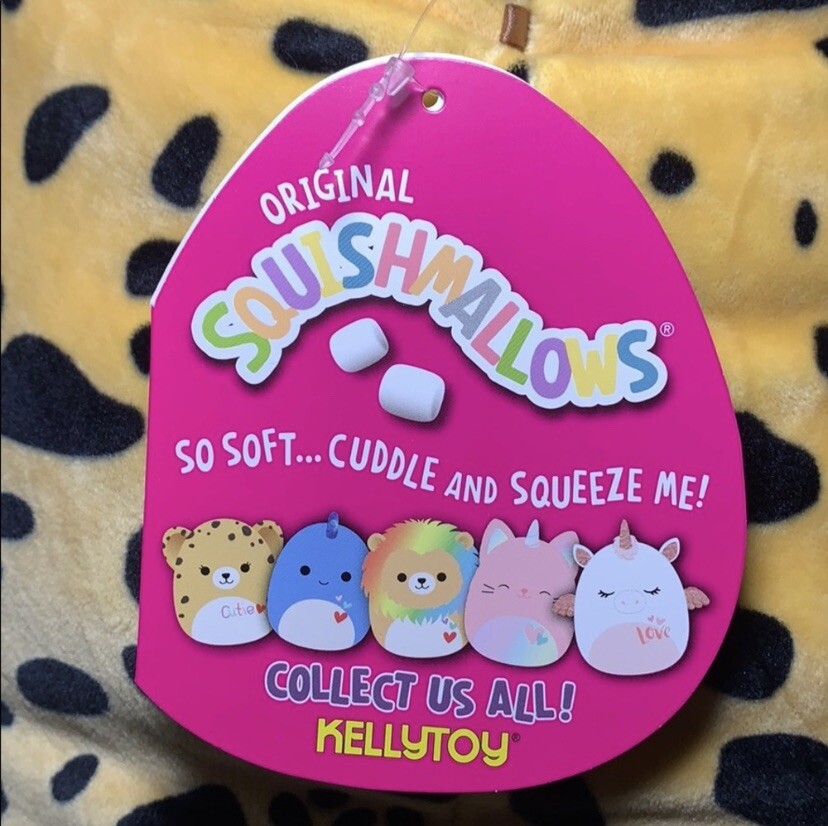 ORIGINAL
SQUISHMALLOWS®
SO SOFT... CUDDLE AND SQUEEZE ME!
Cutie
Love
COLLECT US ALL!
KELLYTOY®